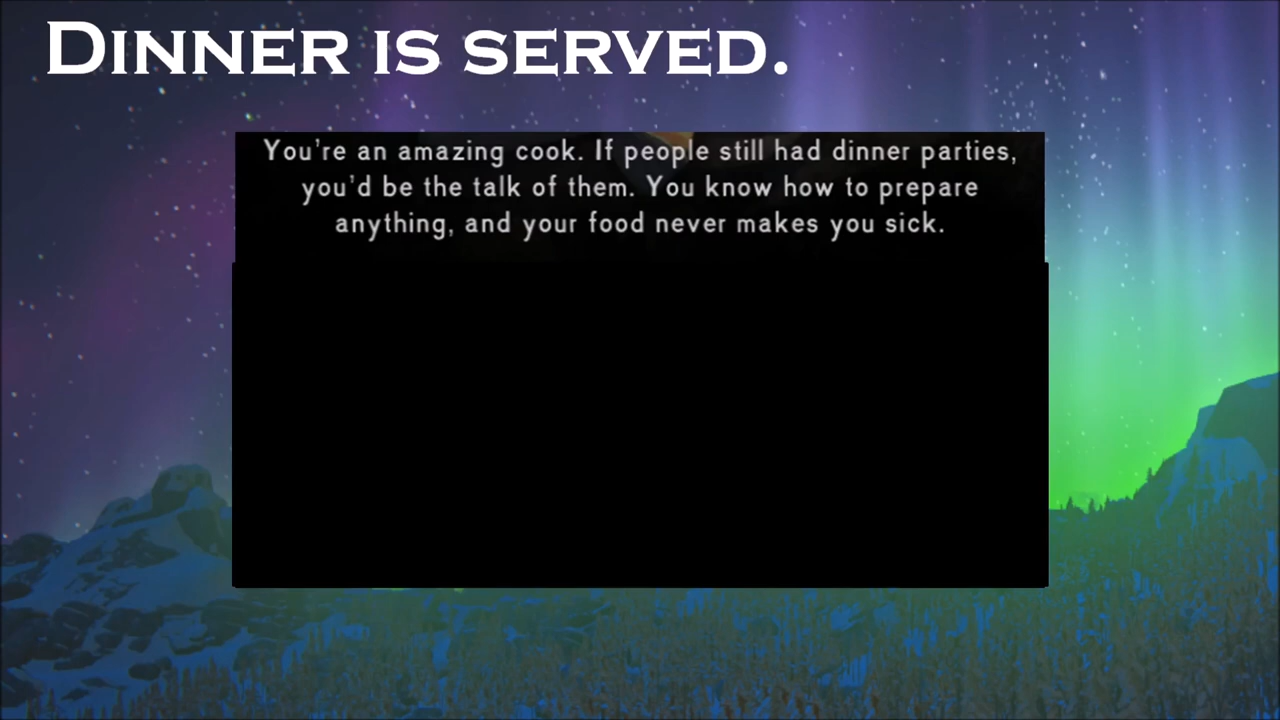 DINNER IS SERVED.
You're an amazing cook. If people still had dinner parties,
you'd be the talk of them. You know how to prepare
anything, and your food never makes you sick.